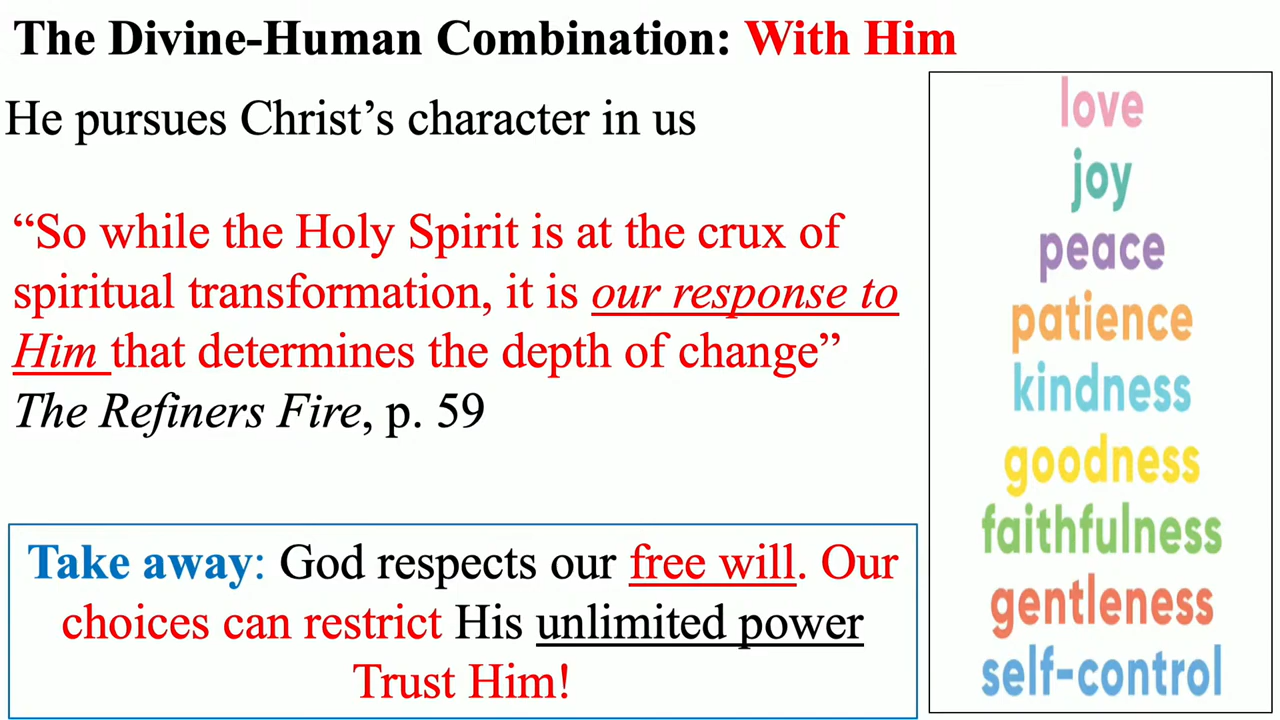 The Divine-Human Combination: With Him
He pursues Christ’s character in us
“So while the Holy Spirit is at the crux of
spiritual transformation, it is our response to
Him that determines the depth of change”
The Refiners Fire, p. 59
Take away: God respects our free will. Our
choices can restrict His unlimited power
Trust Him!
love
joy
peace
patience
kindness
goodness
faithfulness
gentleness
self-control